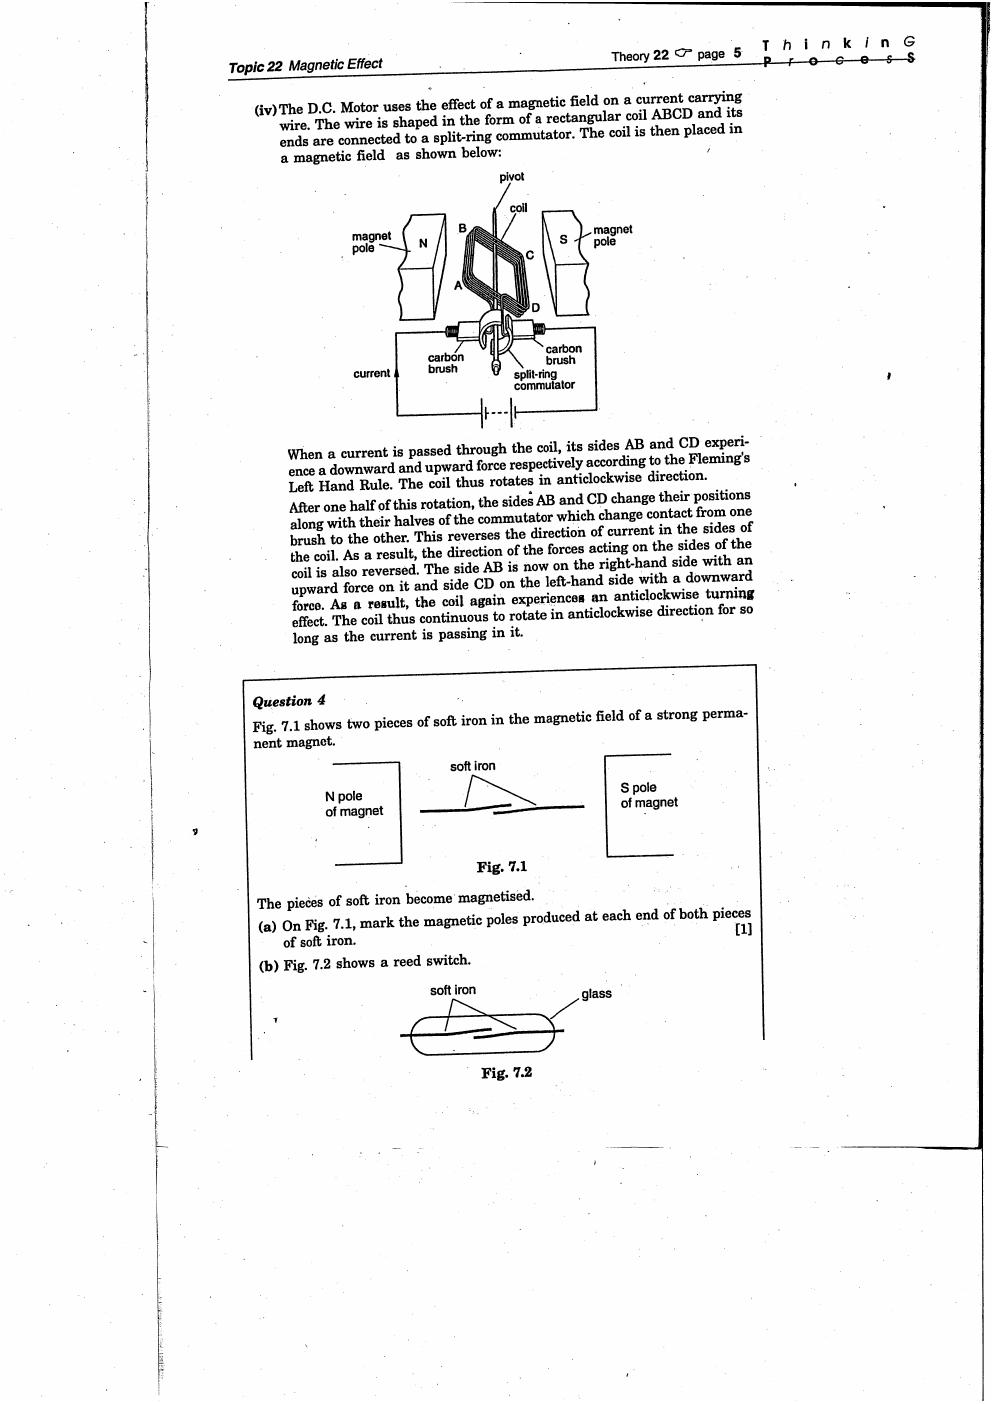 Topic 22 Magnetic Effect
Theory 22 ☞ page 5
T h i n k i n G
P r o c e s S
(iv) The D.C. Motor uses the effect of a magnetic field on a current carrying
wire. The wire is shaped in the form of a rectangular coil ABCD and its
ends are connected to a split-ring commutator. The coil is then placed in
a magnetic field as shown below:
pivot
coil
magnet
pole
N
B
C
A
D
S
magnet
pole
carbon
brush
carbon
brush
current
split-ring
commutator
When a current is passed through the coil, its sides AB and CD experi-
ence a downward and upward force respectively according to the Fleming's
Left Hand Rule. The coil thus rotates in anticlockwise direction.
After one half of this rotation, the sides AB and CD change their positions
along with their halves of the commutator which change contact from one
brush to the other. This reverses the direction of current in the sides of
the coil. As a result, the direction of the forces acting on the sides of the
coil is also reversed. The side AB is now on the right-hand side with an
upward force on it and side CD on the left-hand side with a downward
force. As a result, the coil again experiences an anticlockwise turning
effect. The coil thus continuous to rotate in anticlockwise direction for so
long as the current is passing in it.
Question 4
Fig. 7.1 shows two pieces of soft iron in the magnetic field of a strong perma-
nent magnet.
soft iron
N pole
of magnet
S pole
of magnet
Fig. 7.1
The pieces of soft iron become magnetised.
(a) On Fig. 7.1, mark the magnetic poles produced at each end of both pieces
of soft iron. [1]
(b) Fig. 7.2 shows a reed switch.
soft iron
glass
Fig. 7.2